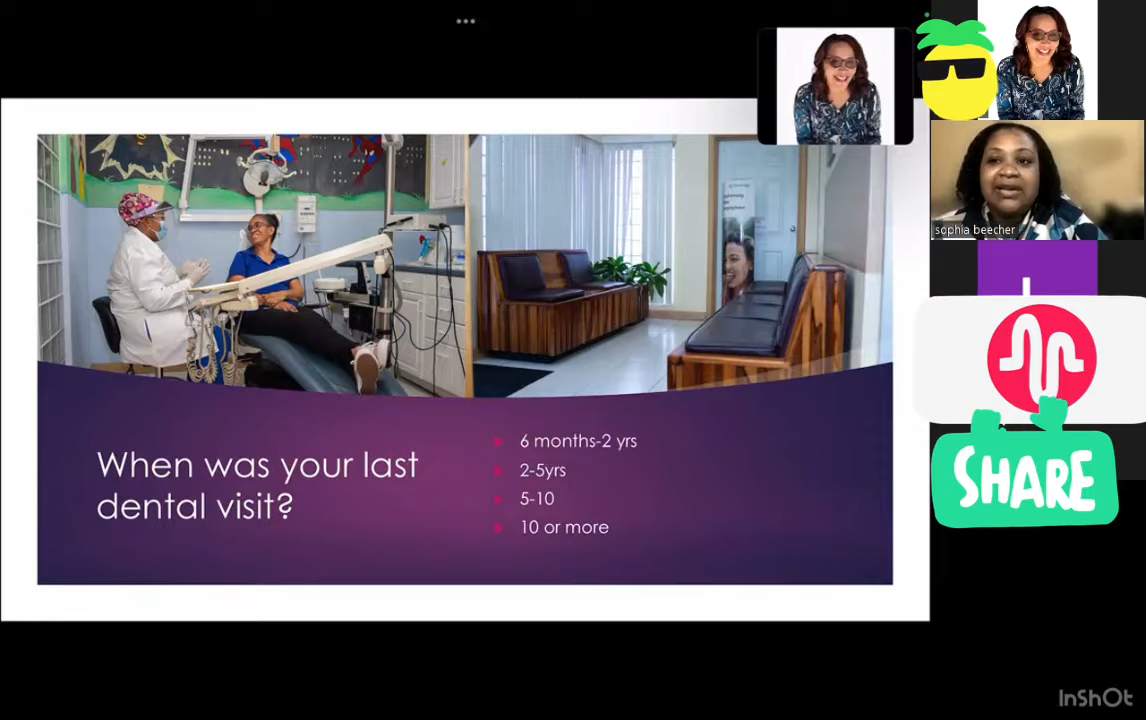 When was your last
dental visit?
6 months-2 yrs
2-5yrs
5-10
10 or more
sophia beecher
SHARE
InShOt